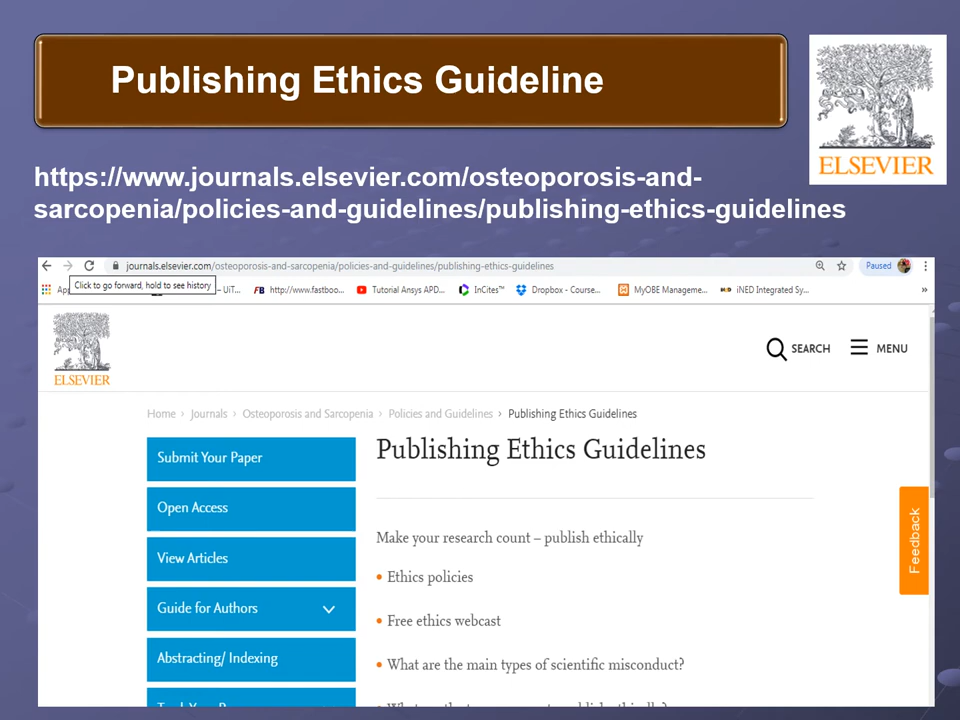 Publishing Ethics Guideline
ELSEVIER
https://www.journals.elsevier.com/osteoporosis-and-
sarcopenia/policies-and-guidelines/publishing-ethics-guidelines
journals.elsevier.com/osteoporosis-and-sarcopenia/policies-and-guidelines/publishing-ethics-guidelines
Paused
Click to go forward, hold to see history
– UiT... FB http://www.fastboo... Tutorial Ansys APD... InCites™ Dropbox - Course... MyOBE Manageme... iNED Integrated Sy... »
ELSEVIER
SEARCH MENU
Home › Journals › Osteoporosis and Sarcopenia › Policies and Guidelines › Publishing Ethics Guidelines
Publishing Ethics Guidelines
Submit Your Paper
Open Access
View Articles
Guide for Authors
Abstracting/ Indexing
Make your research count – publish ethically
• Ethics policies
• Free ethics webcast
• What are the main types of scientific misconduct?
Feedback